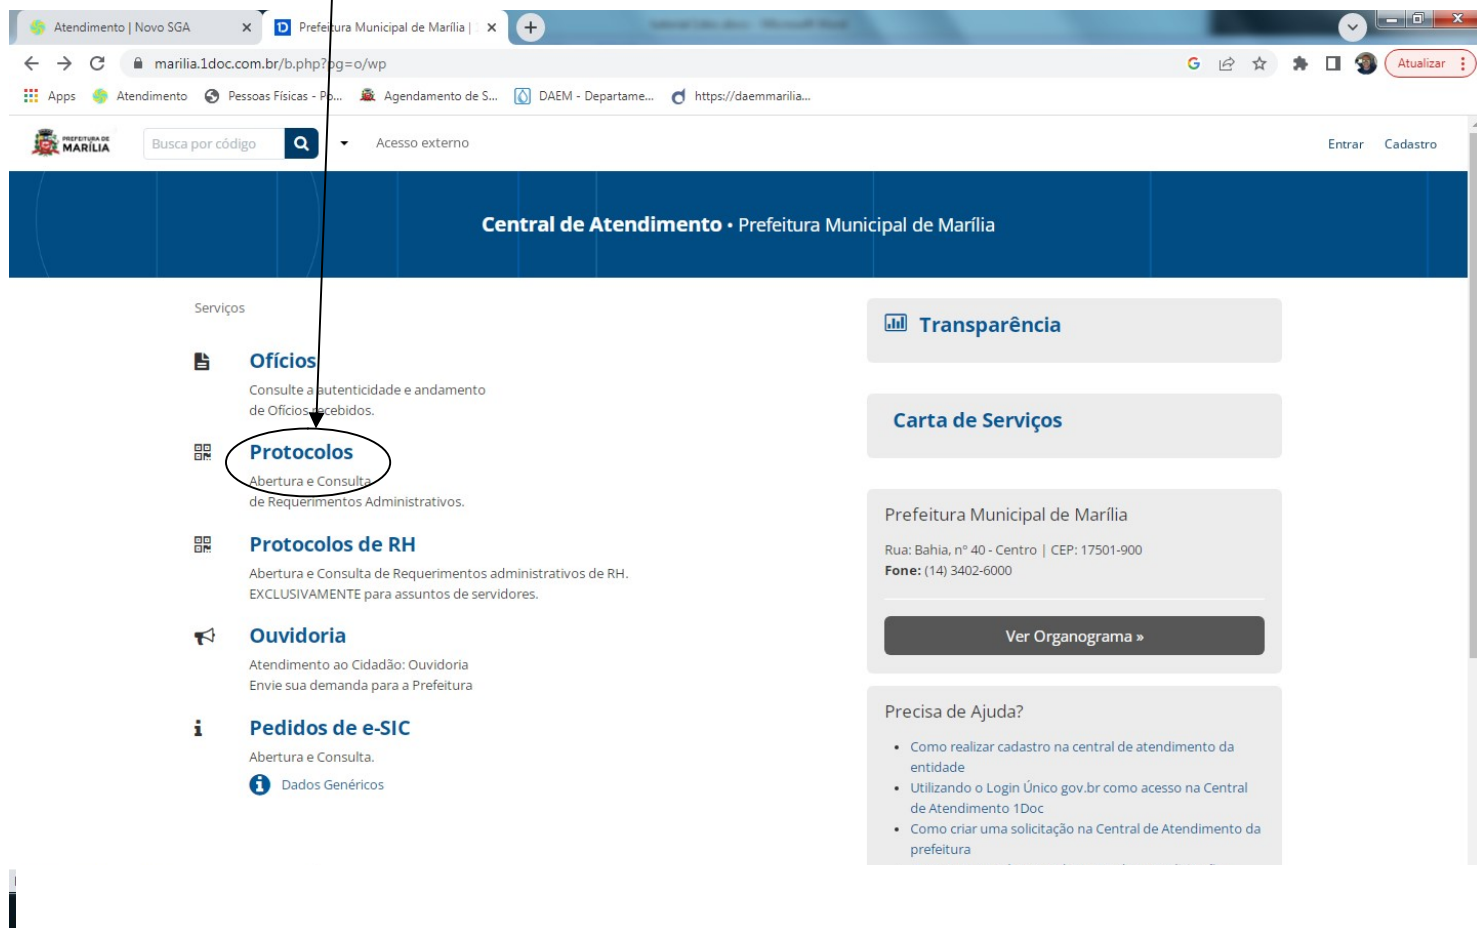 Atendimento | Novo SGA
Prefeitura Municipal de Marília |
marilia.1doc.com.br/b.php?pg=o/wp
Atualizar
Apps
Atendimento
Pessoas Físicas - Po...
Agendamento de S...
DAEM - Departame...
https://daemmarilia...
PREFEITURA DE
MARÍLIA
Busca por código
Acesso externo
Entrar
Cadastro
Central de Atendimento • Prefeitura Municipal de Marília
Serviços
Ofícios
Consulte a autenticidade e andamento
de Ofícios recebidos.
Protocolos
Abertura e Consulta
de Requerimentos Administrativos.
Protocolos de RH
Abertura e Consulta de Requerimentos administrativos de RH.
EXCLUSIVAMENTE para assuntos de servidores.
Ouvidoria
Atendimento ao Cidadão: Ouvidoria
Envie sua demanda para a Prefeitura
Pedidos de e-SIC
Abertura e Consulta.
Dados Genéricos
Transparência
Carta de Serviços
Prefeitura Municipal de Marília
Rua: Bahia, nº 40 - Centro | CEP: 17501-900
Fone: (14) 3402-6000
Ver Organograma »
Precisa de Ajuda?
• Como realizar cadastro na central de atendimento da
entidade
• Utilizando o Login Único gov.br como acesso na Central
de Atendimento 1Doc
• Como criar uma solicitação na Central de Atendimento da
prefeitura